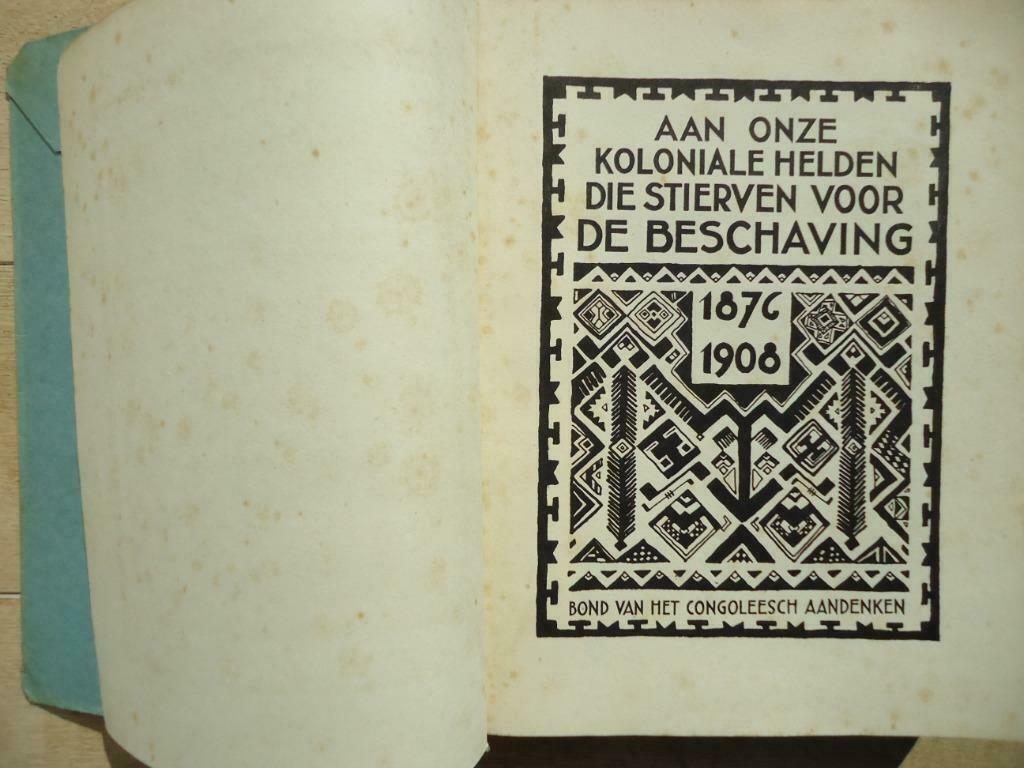 AAN ONZE
KOLONIALE HELDEN
DIE STIERVEN VOOR
DE BESCHAVING
1876
1908
BOND VAN HET CONGOLEESCH AANDENKEN